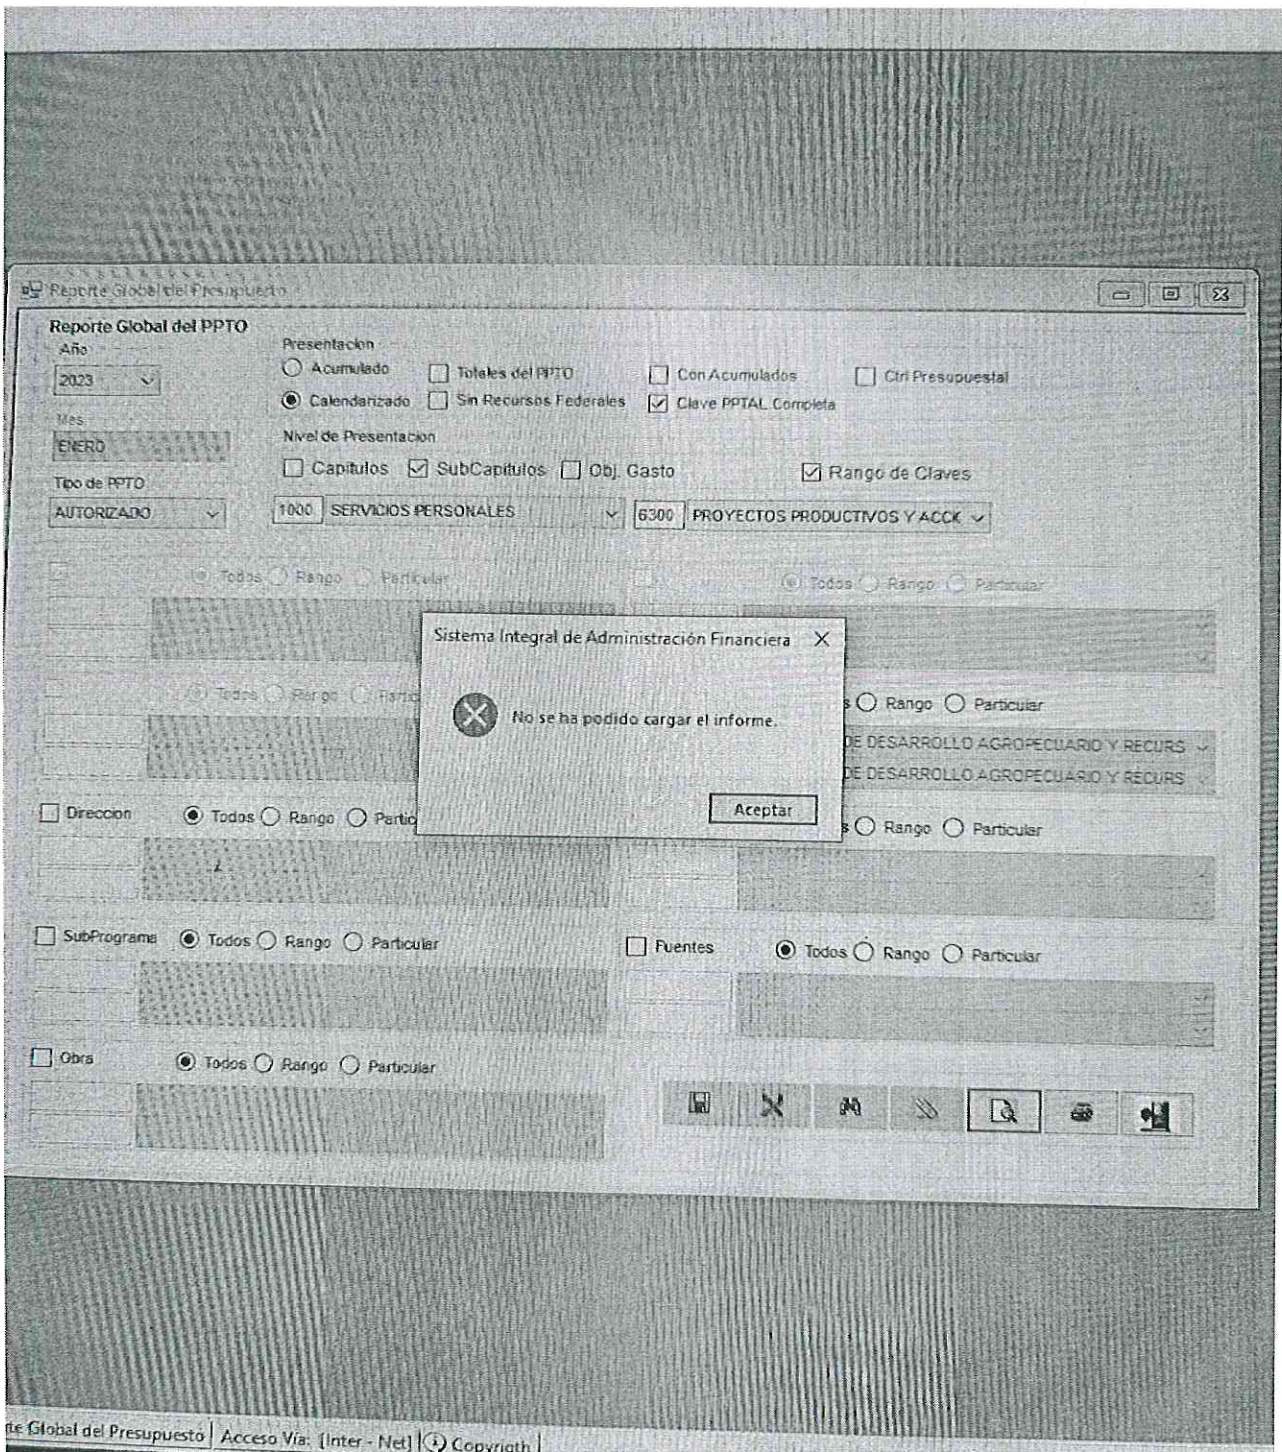 Reporte Global del Presupuesto
Reporte Global del PPTO
Año
2023
Mes
ENERO
Tipo de PPTO
AUTORIZADO
Presentacion
Acumulado
Totales del PPTO
Con Acumulados
Ctrl Presupuestal
Calendarizado
Sin Recursos Federales
Clave PPTAL Completa
Nivel de Presentacion
Capitulos
SubCapitulos
Obj. Gasto
Rango de Claves
1000 SERVICIOS PERSONALES
6300 PROYECTOS PRODUCTIVOS Y ACCK
Todos Rango Particular
Todos Rango Particular
Todos Rango Partic
Rango Particular
DE DESARROLLO AGROPECUARIO Y RECURS
DE DESARROLLO AGROPECUARIO Y RECURS
Sistema Integral de Administración Financiera
No se ha podido cargar el informe.
Aceptar
Direccion Todos Rango Partic
s Rango Particular
SubPrograma Todos Rango Particular
Fuentes Todos Rango Particular
Obra Todos Rango Particular
te Global del Presupuesto Acceso Vía: [Inter - Net] Copyrigth